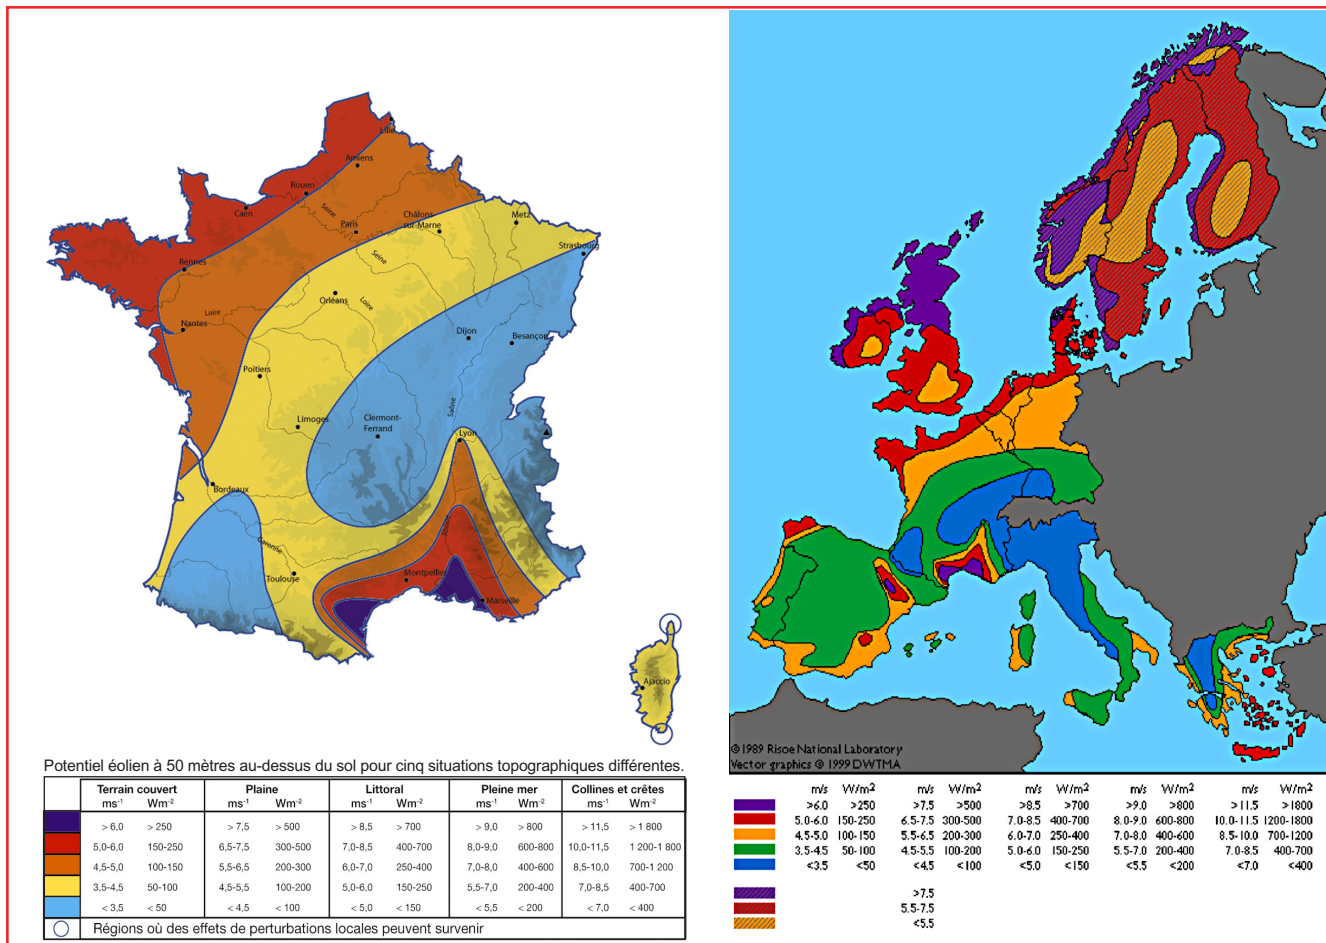 Lille
Amiens
Rouen
Caen
Seine
Paris
Châlons
sur-Marne
Metz
Strasbourg
Seine
Rennes
Orléans
Loire
Loire
Nantes
Dijon
Besançon
Poitiers
Saône
Limoges
Clermont-
Ferrand
Lyon
Bordeaux
Garonne
Toulouse
Montpellier
Marseille
Ajaccio
Potentiel éolien à 50 mètres au-dessus du sol pour cinq situations topographiques différentes.
Terrain couvert Plaine Littoral Pleine mer Collines et crêtes
ms-1 Wm-2 ms-1 Wm-2 ms-1 Wm-2 ms-1 Wm-2 ms-1 Wm-2
> 6,0 > 250 > 7,5 > 500 > 8,5 > 700 > 9,0 > 800 > 11,5 > 1 800
5,0-6,0 150-250 6,5-7,5 300-500 7,0-8,5 400-700 8,0-9,0 600-800 10,0-11,5 1 200-1 800
4,5-5,0 100-150 5,5-6,5 200-300 6,0-7,0 250-400 7,0-8,0 400-600 8,5-10,0 700-1 200
3,5-4,5 50-100 4,5-5,5 100-200 5,0-6,0 150-250 5,5-7,0 200-400 7,0-8,5 400-700
< 3,5 < 50 < 4,5 < 100 < 5,0 < 150 < 5,5 < 200 < 7,0 < 400
Régions où des effets de perturbations locales peuvent survenir
©1989 Risoe National Laboratory
Vector graphics © 1999 DWTMA
m/s W/m2 m/s W/m2 m/s W/m2 m/s W/m2 m/s W/m2
>6.0 >250 >7.5 >500 >8.5 >700 >9.0 >800 >11.5 >1800
5.0-6.0 150-250 6.5-7.5 300-500 7.0-8.5 400-700 8.0-9.0 600-800 10.0-11.5 1200-1800
4.5-5.0 100-150 5.5-6.5 200-300 6.0-7.0 250-400 7.0-8.0 400-600 8.5-10.0 700-1200
3.5-4.5 50-100 4.5-5.5 100-200 5.0-6.0 150-250 5.5-7.0 200-400 7.0-8.5 400-700
<3.5 <50 <4.5 <100 <5.0 <150 <5.5 <200 <7.0 <400
>7.5
5.5-7.5
<5.5